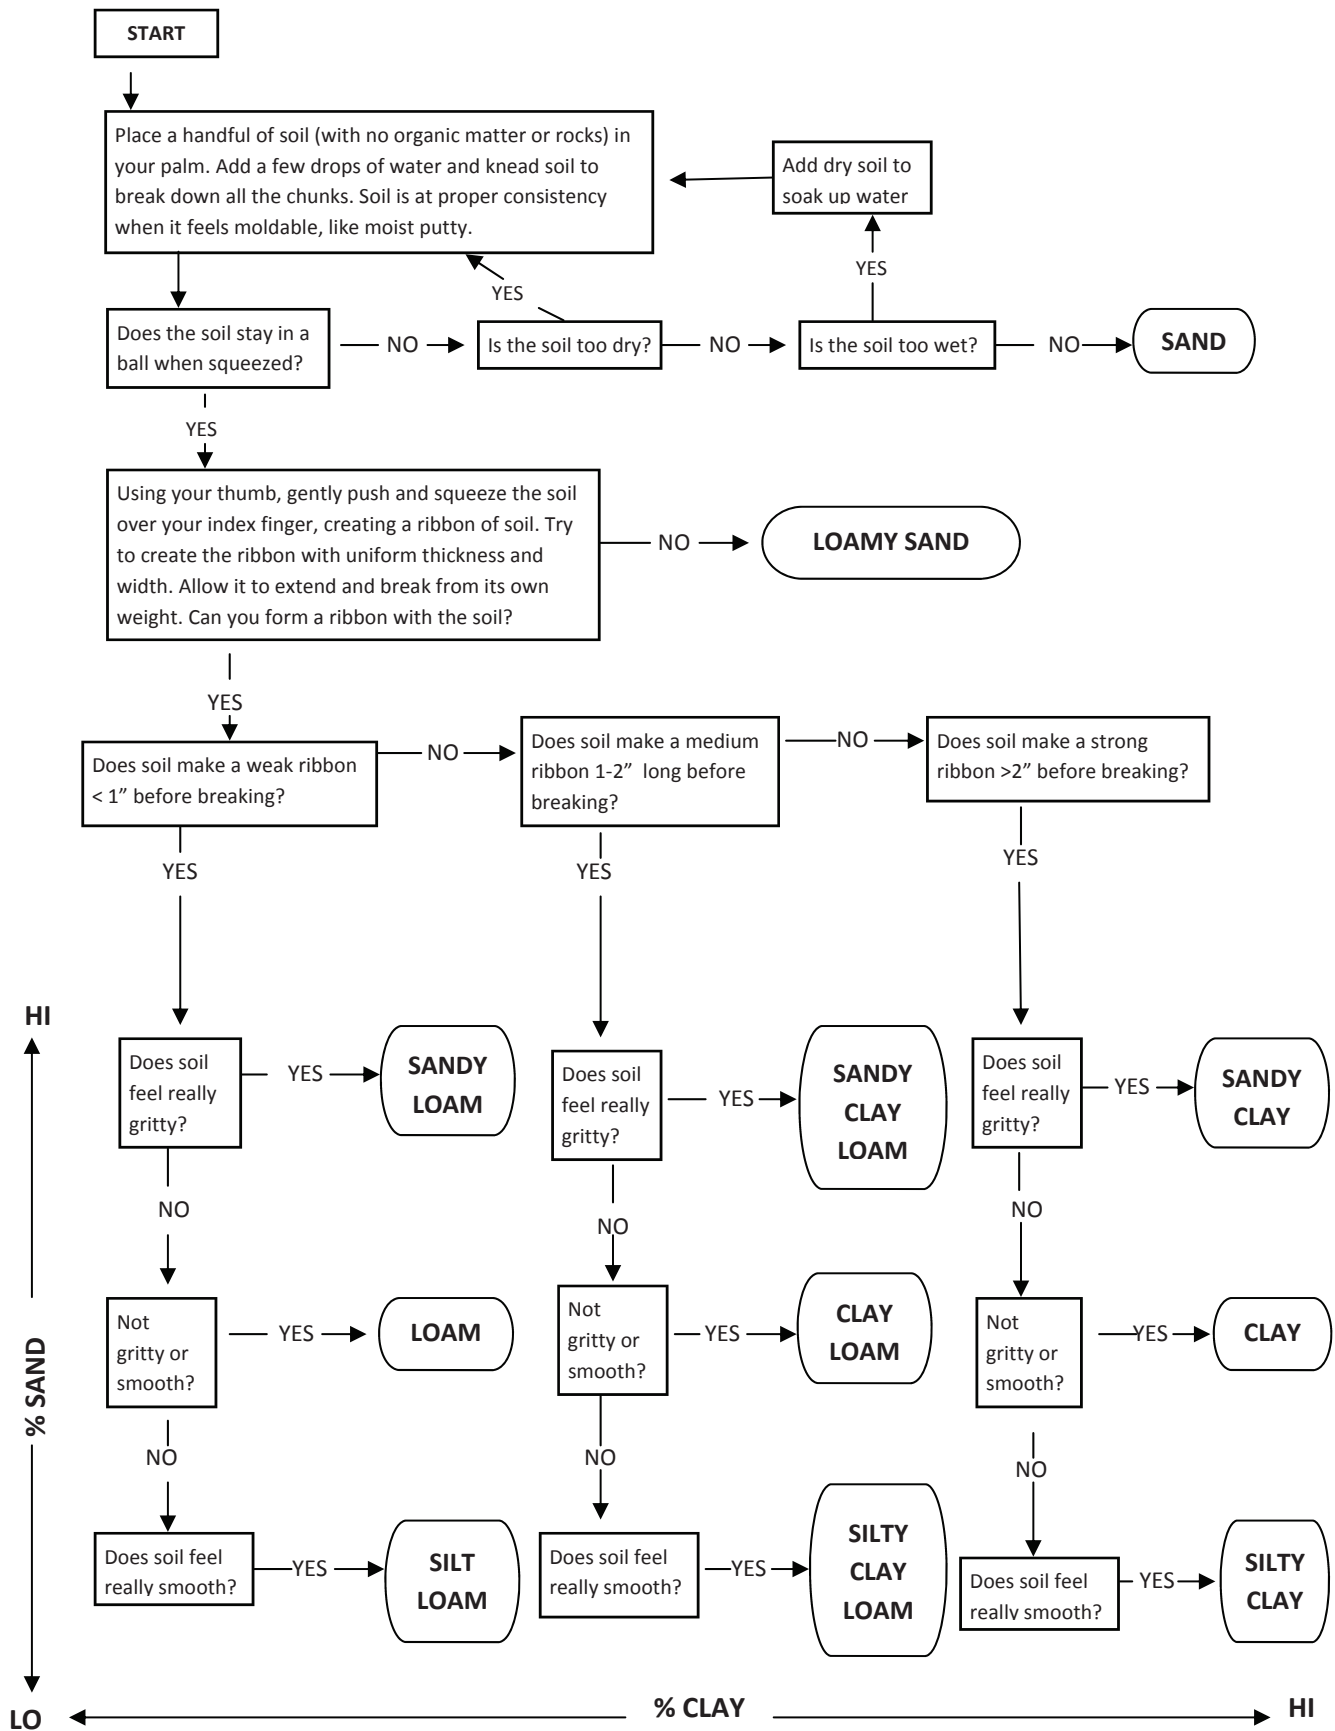 START
Place a handful of soil (with no organic matter or rocks) in
your palm. Add a few drops of water and knead soil to
break down all the chunks. Soil is at proper consistency
when it feels moldable, like moist putty.
Add dry soil to
soak up water
YES
YES
Does the soil stay in a
ball when squeezed?
NO
Is the soil too dry?
NO
Is the soil too wet?
NO
SAND
YES
Using your thumb, gently push and squeeze the soil
over your index finger, creating a ribbon of soil. Try
to create the ribbon with uniform thickness and
width. Allow it to extend and break from its own
weight. Can you form a ribbon with the soil?
NO
LOAMY SAND
YES
Does soil make a weak ribbon
< 1” before breaking?
NO
Does soil make a medium
ribbon 1-2” long before
breaking?
NO
Does soil make a strong
ribbon >2” before breaking?
YES
YES
YES
HI
Does soil
feel really
gritty?
YES
SANDY
LOAM
Does soil
feel really
gritty?
YES
SANDY
CLAY
LOAM
Does soil
feel really
gritty?
YES
SANDY
CLAY
NO
NO
NO
Not
gritty or
smooth?
YES
LOAM
Not
gritty or
smooth?
YES
CLAY
LOAM
Not
gritty or
smooth?
YES
CLAY
% SAND
NO
NO
NO
Does soil feel
really smooth?
YES
SILT
LOAM
Does soil feel
really smooth?
YES
SILTY
CLAY
LOAM
Does soil feel
really smooth?
YES
SILTY
CLAY
LO
% CLAY
HI